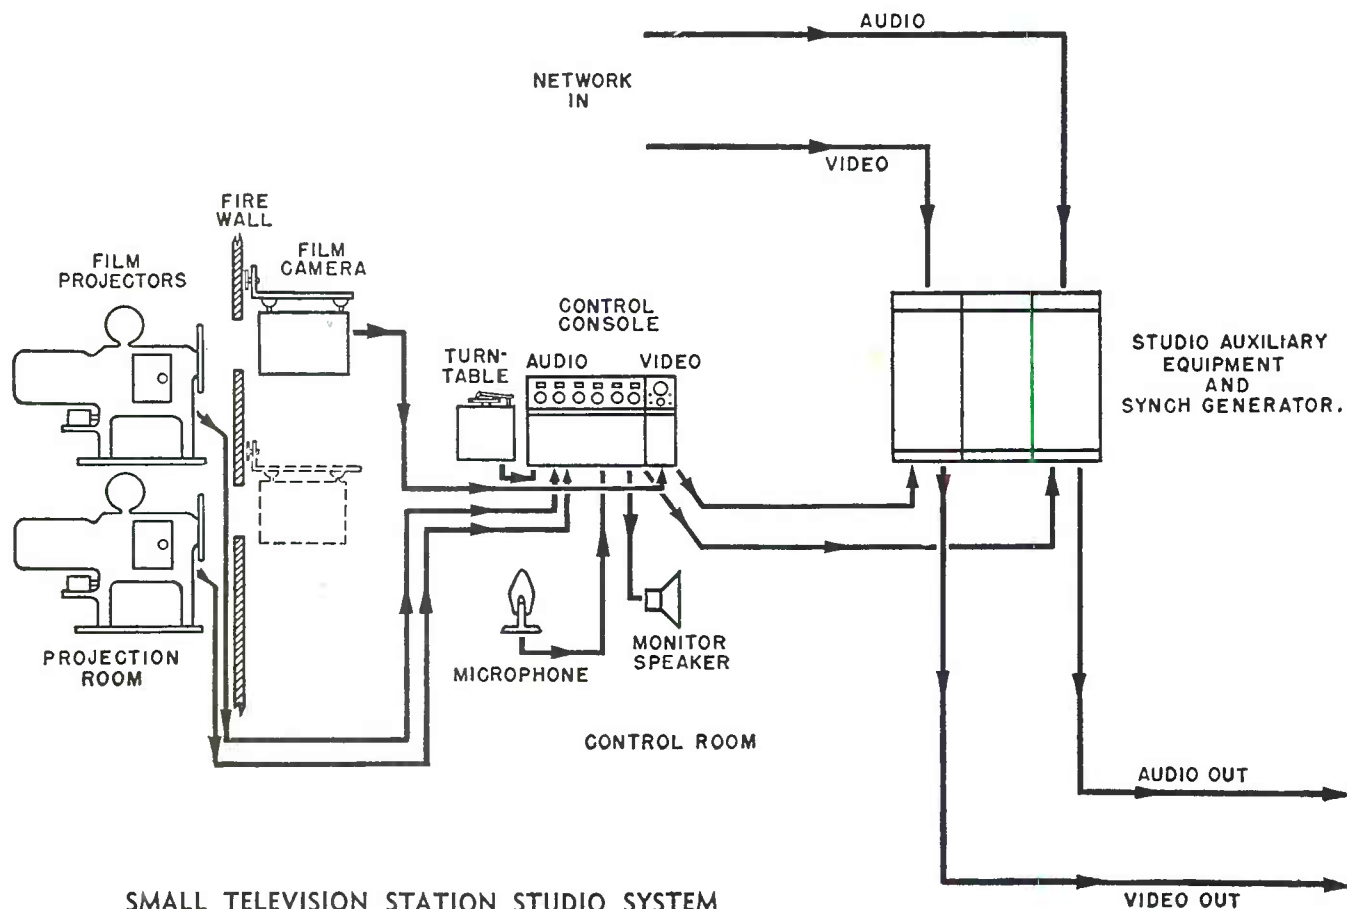 AUDIO
NETWORK
IN
VIDEO
FIRE
WALL
FILM
PROJECTORS
FILM
CAMERA
CONTROL
CONSOLE
TURN-
TABLE
AUDIO
VIDEO
STUDIO AUXILIARY
EQUIPMENT
AND
SYNCH GENERATOR.
PROJECTION
ROOM
MICROPHONE
MONITOR
SPEAKER
CONTROL ROOM
AUDIO OUT
VIDEO OUT
SMALL TELEVISION STATION STUDIO SYSTEM